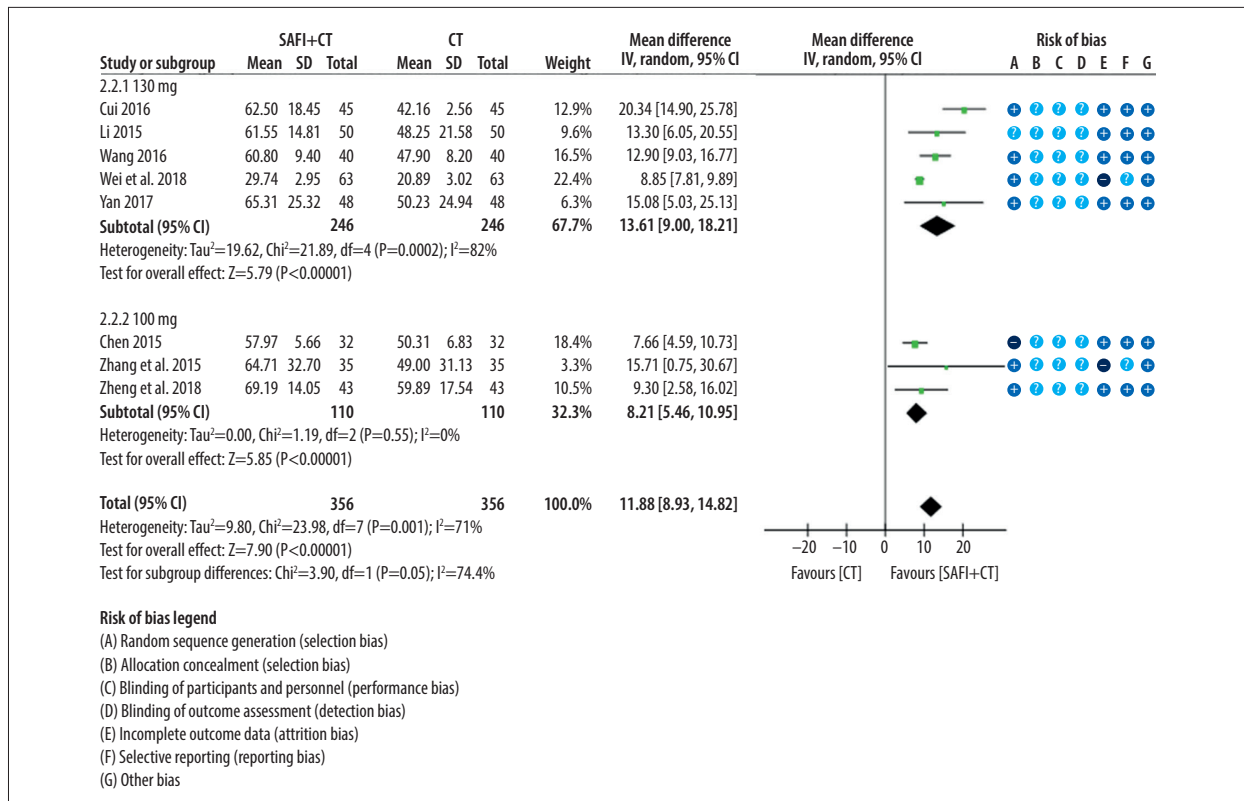 SAFI+CT CT Mean difference Mean difference Risk of bias
Study or subgroup Mean SD Total Mean SD Total Weight IV, random, 95% CI IV, random, 95% CI A B C D E F G
2.2.1 130 mg
Cui 2016 62.50 18.45 45 42.16 2.56 45 12.9% 20.34 [14.90, 25.78] + ? ? ? + + +
Li 2015 61.55 14.81 50 48.25 21.58 50 9.6% 13.30 [6.05, 20.55] ? ? ? ? + + +
Wang 2016 60.80 9.40 40 47.90 8.20 40 16.5% 12.90 [9.03, 16.77] + ? ? ? + + +
Wei et al. 2018 29.74 2.95 63 20.89 3.02 63 22.4% 8.85 [7.81, 9.89] + ? ? ? − ? +
Yan 2017 65.31 25.32 48 50.23 24.94 48 6.3% 15.08 [5.03, 25.13] + ? ? ? + + +
Subtotal (95% CI) 246 246 67.7% 13.61 [9.00, 18.21]
Heterogeneity: Tau²=19.62, Chi²=21.89, df=4 (P=0.0002); I²=82%
Test for overall effect: Z=5.79 (P<0.00001)
2.2.2 100 mg
Chen 2015 57.97 5.66 32 50.31 6.83 32 18.4% 7.66 [4.59, 10.73] − ? ? ? + + +
Zhang et al. 2015 64.71 32.70 35 49.00 31.13 35 3.3% 15.71 [0.75, 30.67] + ? ? ? − ? +
Zheng et al. 2018 69.19 14.05 43 59.89 17.54 43 10.5% 9.30 [2.58, 16.02] + ? ? ? + + +
Subtotal (95% CI) 110 110 32.3% 8.21 [5.46, 10.95]
Heterogeneity: Tau²=0.00, Chi²=1.19, df=2 (P=0.55); I²=0%
Test for overall effect: Z=5.85 (P<0.00001)
Total (95% CI) 356 356 100.0% 11.88 [8.93, 14.82]
Heterogeneity: Tau²=9.80, Chi²=23.98, df=7 (P=0.001); I²=71%
Test for overall effect: Z=7.90 (P<0.00001)
Test for subgroup differences: Chi²=3.90, df=1 (P=0.05); I²=74.4%
−20 −10 0 10 20
Favours [CT] Favours [SAFI+CT]
Risk of bias legend
(A) Random sequence generation (selection bias)
(B) Allocation concealment (selection bias)
(C) Blinding of participants and personnel (performance bias)
(D) Blinding of outcome assessment (detection bias)
(E) Incomplete outcome data (attrition bias)
(F) Selective reporting (reporting bias)
(G) Other bias